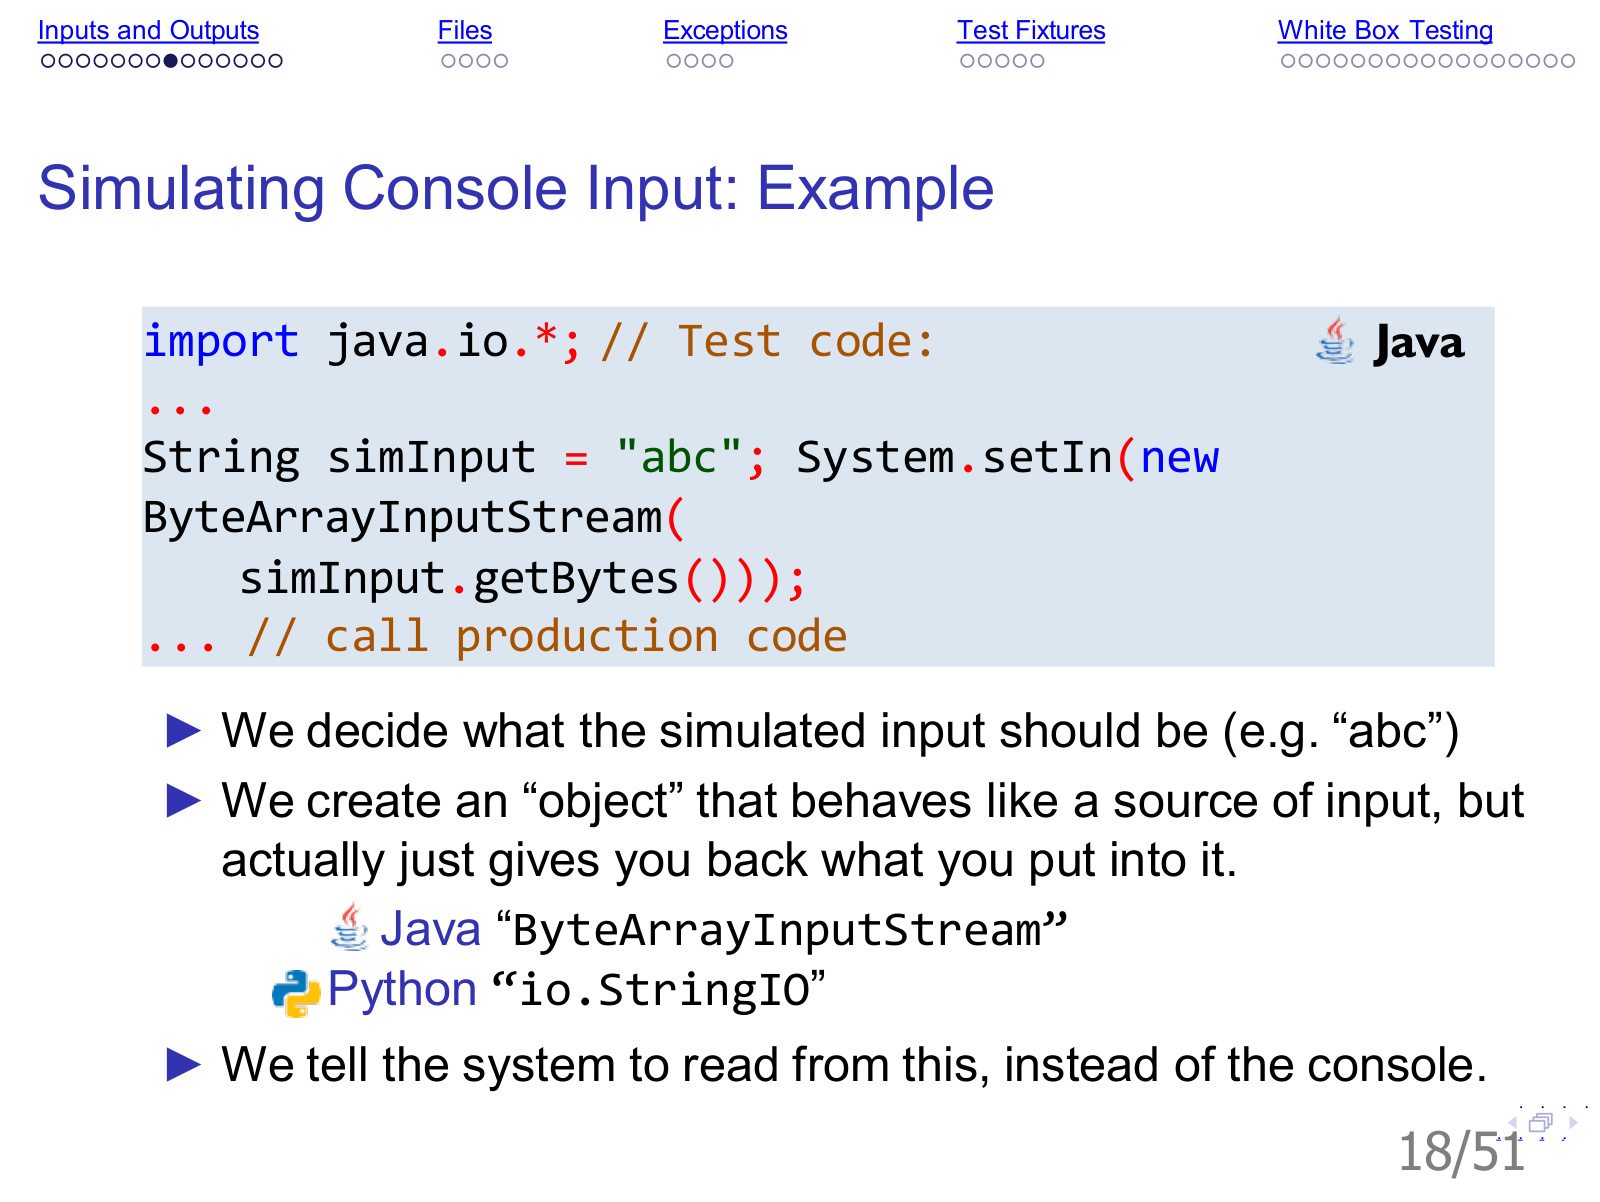 Inputs and Outputs Files Exceptions Test Fixtures White Box Testing
Simulating Console Input: Example
import java.io.*; // Test code: Java
...
String simInput = "abc"; System.setIn(new
ByteArrayInputStream(
simInput.getBytes()));
... // call production code
► We decide what the simulated input should be (e.g. “abc”)
► We create an “object” that behaves like a source of input, but
actually just gives you back what you put into it.
Java “ByteArrayInputStream”
Python “io.StringIO”
► We tell the system to read from this, instead of the console.
18/51